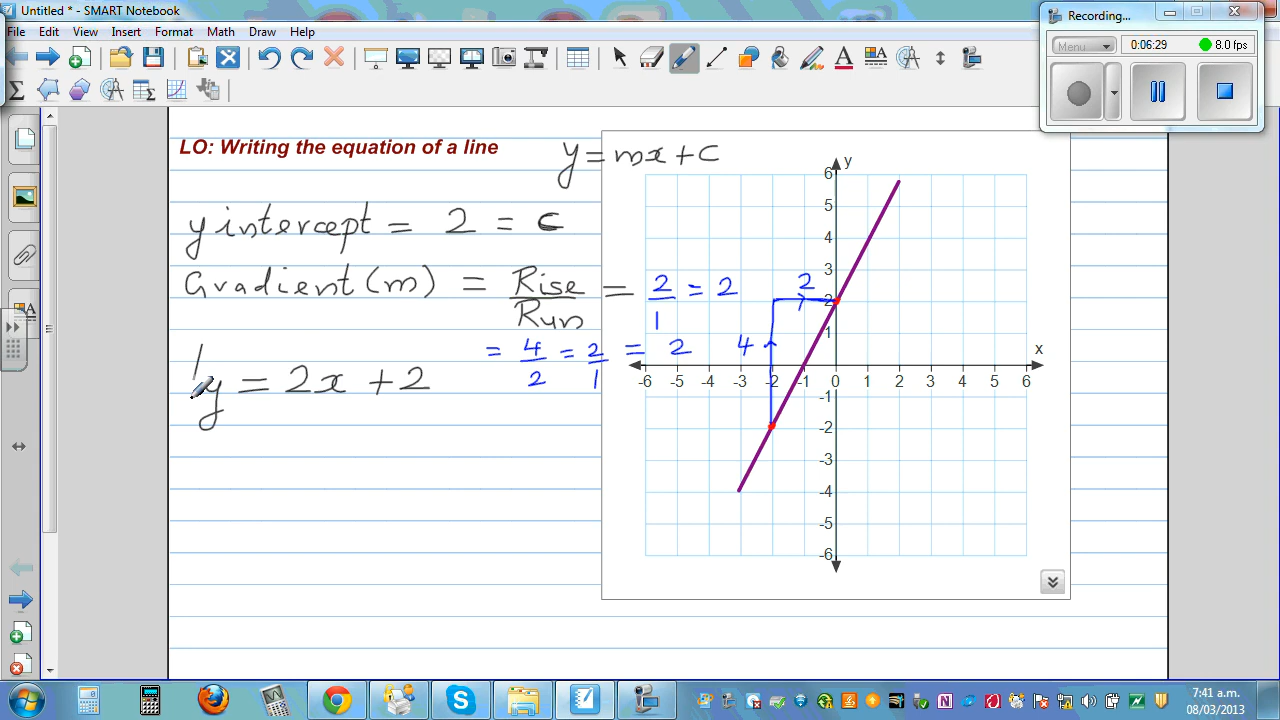 Untitled * - SMART Notebook
File Edit View Insert Format Math Draw Help
Recording...
Menu
0:06:29
8.0 fps
LO: Writing the equation of a line
y = mx + c
y intercept = 2 = c
Gradient (m) = Rise/Run = 2/1 = 2
= 4/2 = 2/1 = 2
y = 2x + 2
y
6
5
4
3
2
1
-6 -5 -4 -3 -2 -1 0 1 2 3 4 5 6
x
-1
-2
-3
-4
-5
-6
2
4
7:41 a.m.
08/03/2013